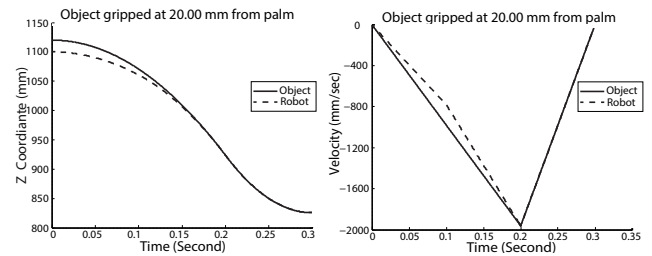 Object gripped at 20.00 mm from palm
1150
1100
1050
1000
950
900
850
800
Z Coordiante (mm)
0 0.05 0.1 0.15 0.2 0.25 0.3
Time (Second)
Object
Robot
Object gripped at 20.00 mm from palm
0
−400
−800
−1200
−1600
−2000
Velocity (mm/sec)
0 0.05 0.1 0.15 0.2 0.25 0.3 0.35
Time (Second)
Object
Robot